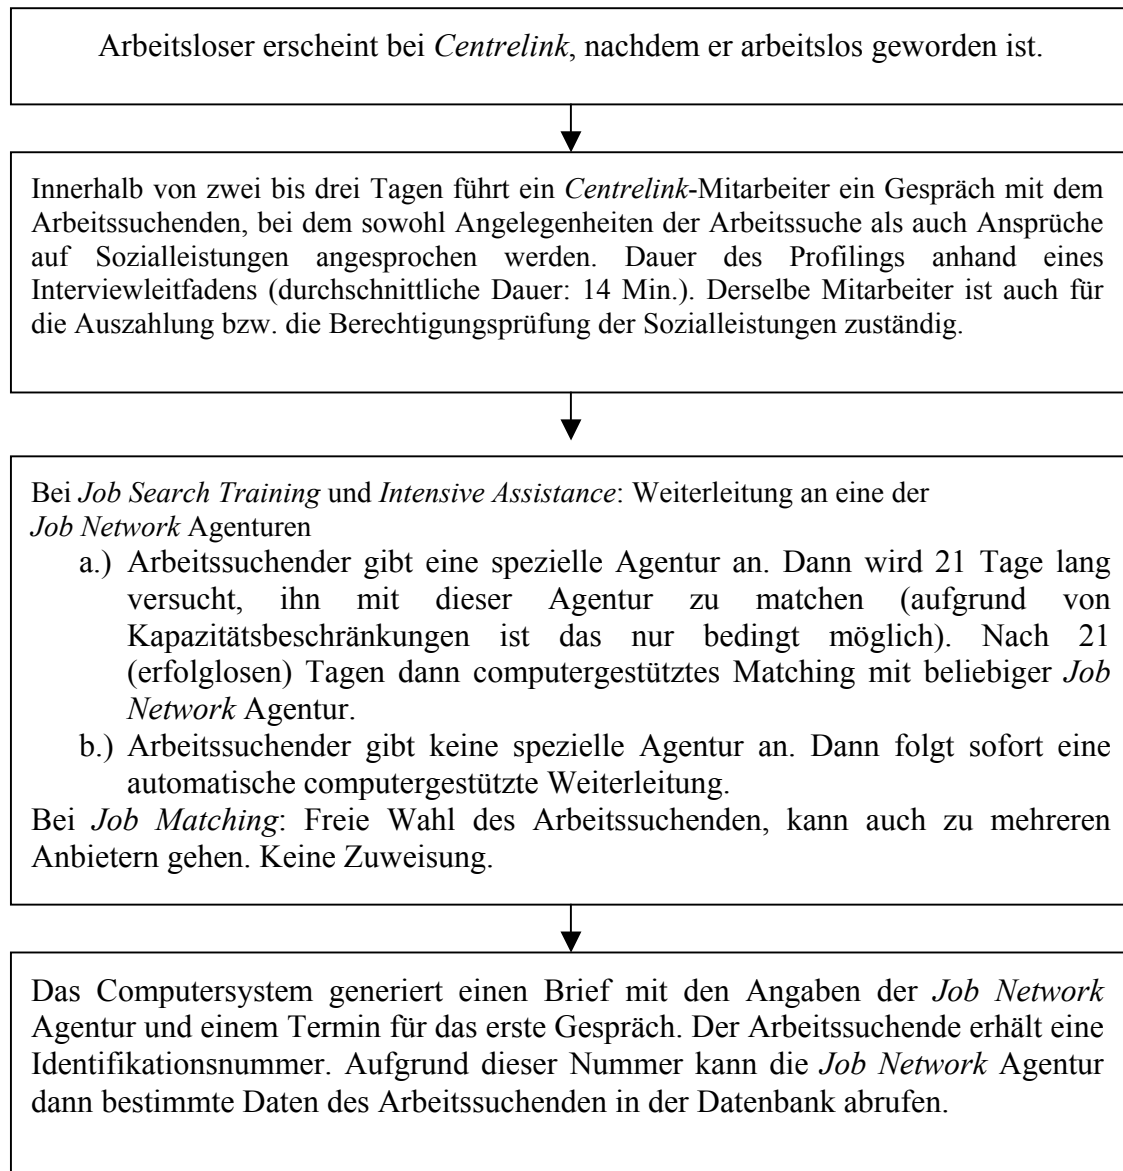 Arbeitsloser erscheint bei Centrelink, nachdem er arbeitslos geworden ist.
Innerhalb von zwei bis drei Tagen führt ein Centrelink-Mitarbeiter ein Gespräch mit dem
Arbeitssuchenden, bei dem sowohl Angelegenheiten der Arbeitssuche als auch Ansprüche
auf Sozialleistungen angesprochen werden. Dauer des Profilings anhand eines
Interviewleitfadens (durchschnittliche Dauer: 14 Min.). Derselbe Mitarbeiter ist auch für
die Auszahlung bzw. die Berechtigungsprüfung der Sozialleistungen zuständig.
Bei Job Search Training und Intensive Assistance: Weiterleitung an eine der
Job Network Agenturen
a.) Arbeitssuchender gibt eine spezielle Agentur an. Dann wird 21 Tage lang
versucht, ihn mit dieser Agentur zu matchen (aufgrund von
Kapazitätsbeschränkungen ist das nur bedingt möglich). Nach 21
(erfolglosen) Tagen dann computergestütztes Matching mit beliebiger Job
Network Agentur.
b.) Arbeitssuchender gibt keine spezielle Agentur an. Dann folgt sofort eine
automatische computergestützte Weiterleitung.
Bei Job Matching: Freie Wahl des Arbeitssuchenden, kann auch zu mehreren
Anbietern gehen. Keine Zuweisung.
Das Computersystem generiert einen Brief mit den Angaben der Job Network
Agentur und einem Termin für das erste Gespräch. Der Arbeitssuchende erhält eine
Identifikationsnummer. Aufgrund dieser Nummer kann die Job Network Agentur
dann bestimmte Daten des Arbeitssuchenden in der Datenbank abrufen.